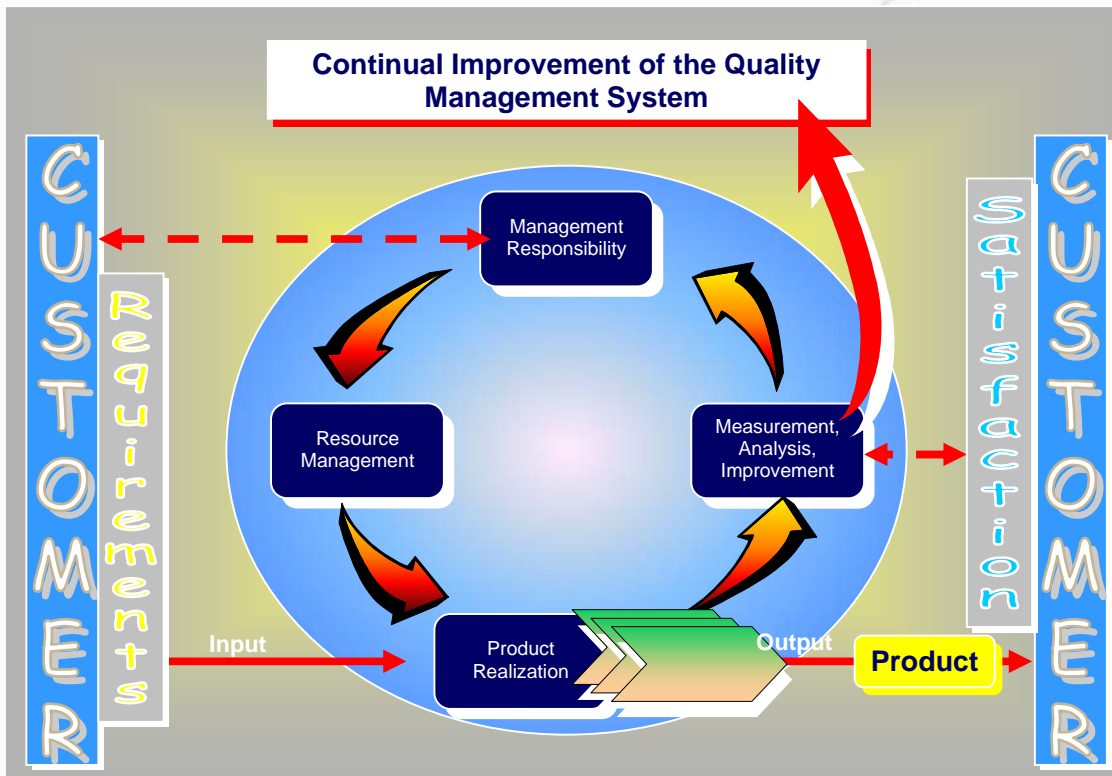 Continual Improvement of the Quality
Management System
CUSTOMER
Requirements
Management
Responsibility
Resource
Management
Measurement,
Analysis,
Improvement
Product
Realization
Input
Output
Product
Satisfaction
CUSTOMER